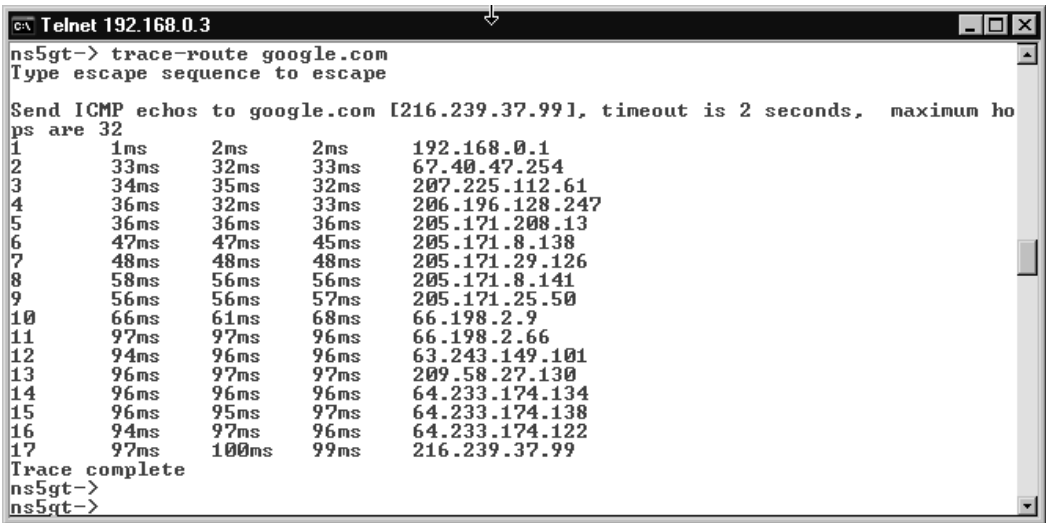 Telnet 192.168.0.3
ns5gt-> trace-route google.com
Type escape sequence to escape
Send ICMP echos to google.com [216.239.37.99], timeout is 2 seconds,  maximum ho
ps are 32
1 1ms 2ms 2ms 192.168.0.1
2 33ms 32ms 33ms 67.40.47.254
3 34ms 35ms 32ms 207.225.112.61
4 36ms 32ms 33ms 206.196.128.247
5 36ms 36ms 36ms 205.171.208.13
6 47ms 47ms 45ms 205.171.8.138
7 48ms 48ms 48ms 205.171.29.126
8 58ms 56ms 56ms 205.171.8.141
9 56ms 56ms 57ms 205.171.25.50
10 66ms 61ms 68ms 66.198.2.9
11 97ms 97ms 96ms 66.198.2.66
12 94ms 96ms 96ms 63.243.149.101
13 96ms 97ms 97ms 209.58.27.130
14 96ms 96ms 96ms 64.233.174.134
15 96ms 95ms 97ms 64.233.174.138
16 94ms 97ms 96ms 64.233.174.122
17 97ms 100ms 99ms 216.239.37.99
Trace complete
ns5gt->
ns5gt->